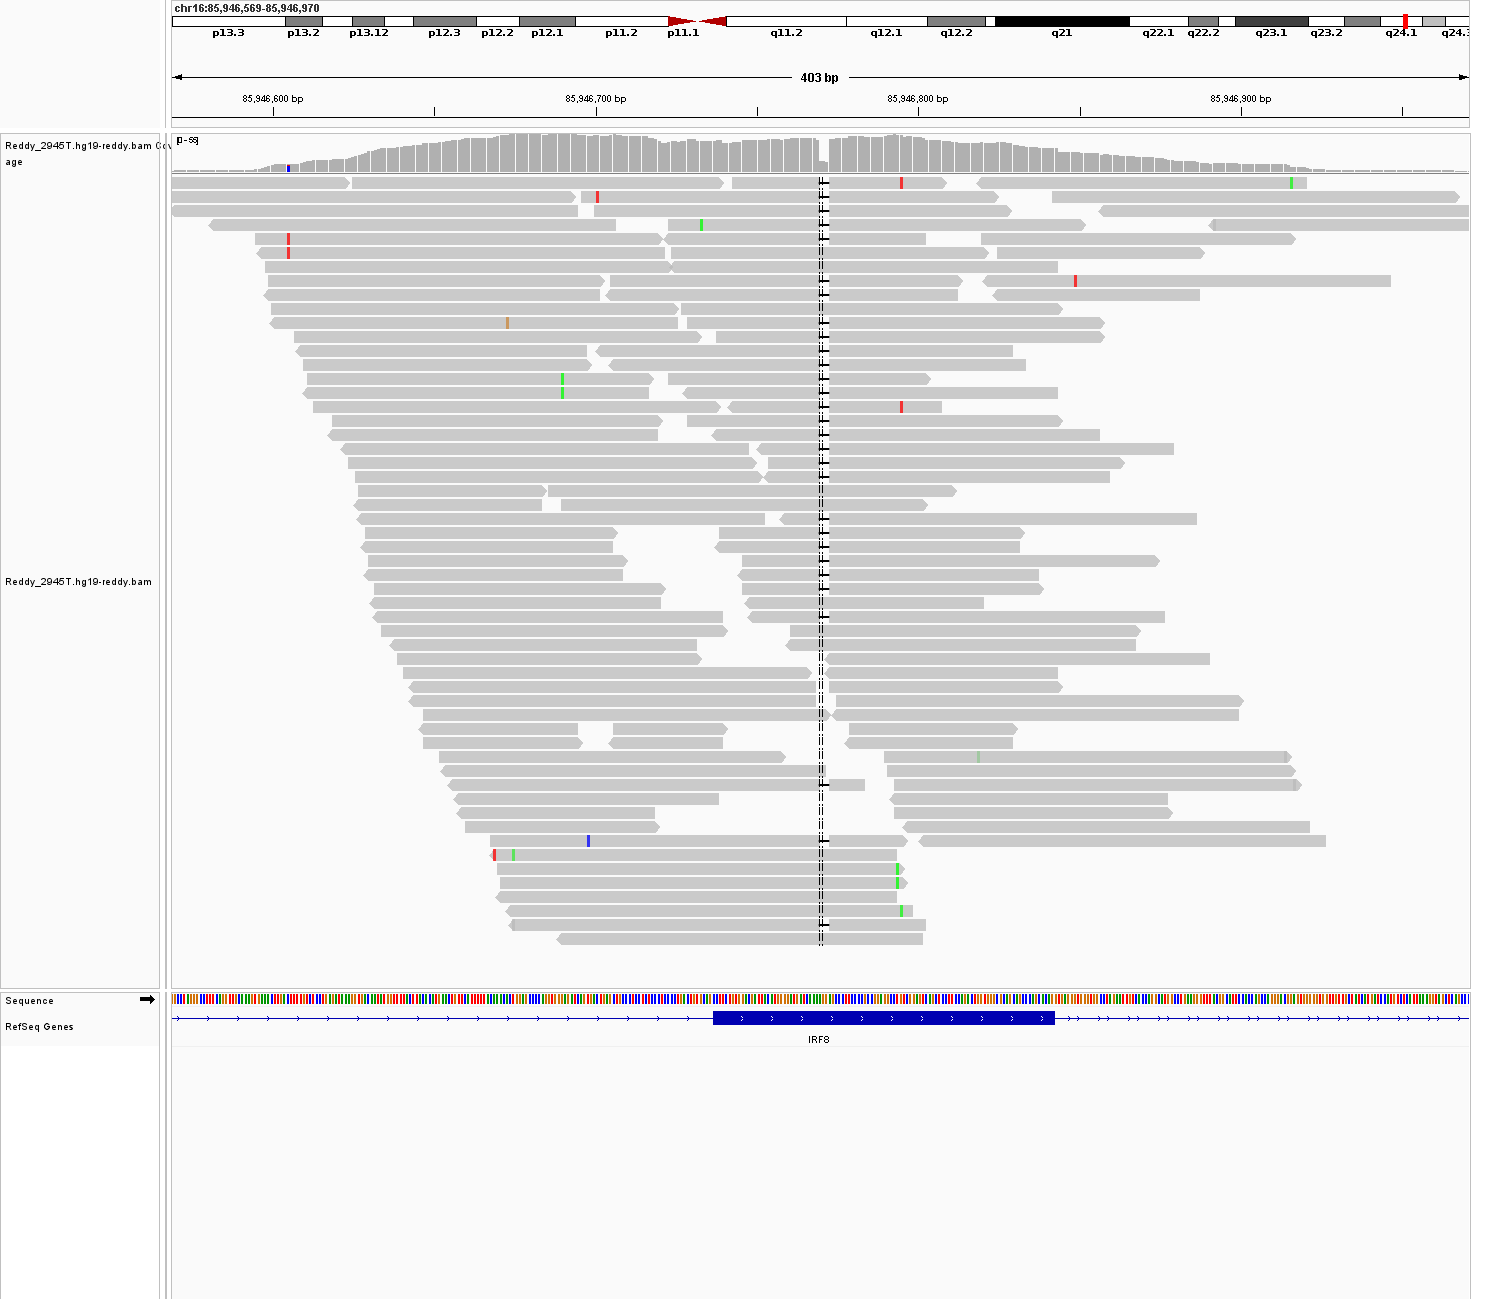 chr16:85,946,569-85,946,970
p13.3 p13.2 p13.12 p12.3 p12.2 p12.1 p11.2 p11.1 q11.2 q12.1 q12.2 q21 q22.1 q22.2 q23.1 q23.2 q24.1 q24.3
403 bp
85,946,600 bp 85,946,700 bp 85,946,800 bp 85,946,900 bp
Reddy_2945T.hg19-reddy.bam Cov
age
Reddy_2945T.hg19-reddy.bam
Sequence
RefSeq Genes
IRF8